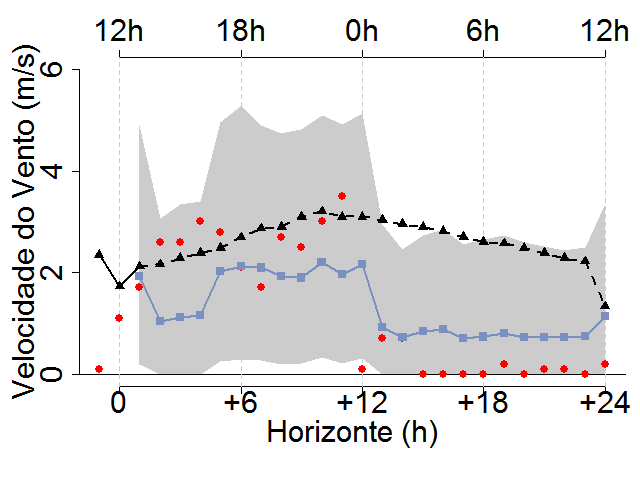 12h 18h 0h 6h 12h
Velocidade do Vento (m/s)
6
4
2
0
0 +6 +12 +18 +24
Horizonte (h)